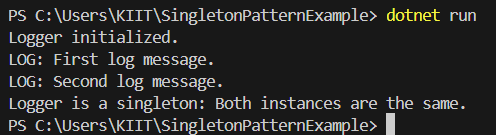 PS C:\Users\KIIT\SingletonPatternExample> dotnet run
Logger initialized.
LOG: First log message.
LOG: Second log message.
Logger is a singleton: Both instances are the same.
PS C:\Users\KIIT\SingletonPatternExample>